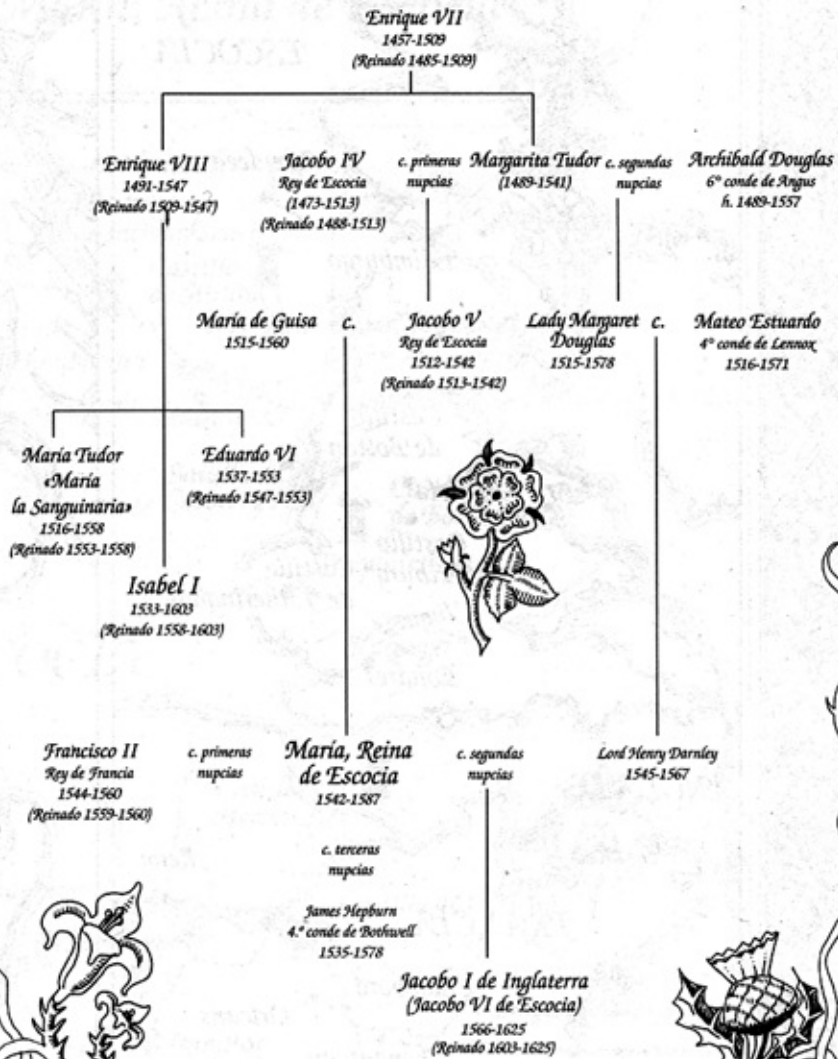 Enrique VII
1457-1509
(Reinado 1485-1509)
Enrique VIII
1491-1547
(Reinado 1509-1547)
Jacobo IV
Rey de Escocia
(1473-1513)
(Reinado 1488-1513)
c. primeras
nupcias
Margarita Tudor
(1489-1541)
c. segundas
nupcias
Archibald Douglas
6º conde de Angus
h. 1489-1557
María de Guisa
1515-1560
c.
Jacobo V
Rey de Escocia
1512-1542
(Reinado 1513-1542)
Lady Margaret
Douglas
1515-1578
c.
Mateo Estuardo
4º conde de Lennox
1516-1571
María Tudor
«María
la Sanguinaria»
1516-1558
(Reinado 1553-1558)
Eduardo VI
1537-1553
(Reinado 1547-1553)
Isabel I
1533-1603
(Reinado 1558-1603)
Francisco II
Rey de Francia
1544-1560
(Reinado 1559-1560)
c. primeras
nupcias
María, Reina
de Escocia
1542-1587
c. segundas
nupcias
Lord Henry Darnley
1545-1567
c. terceras
nupcias
James Hepburn
4.º conde de Bothwell
1535-1578
Jacobo I de Inglaterra
(Jacobo VI de Escocia)
1566-1625
(Reinado 1603-1625)